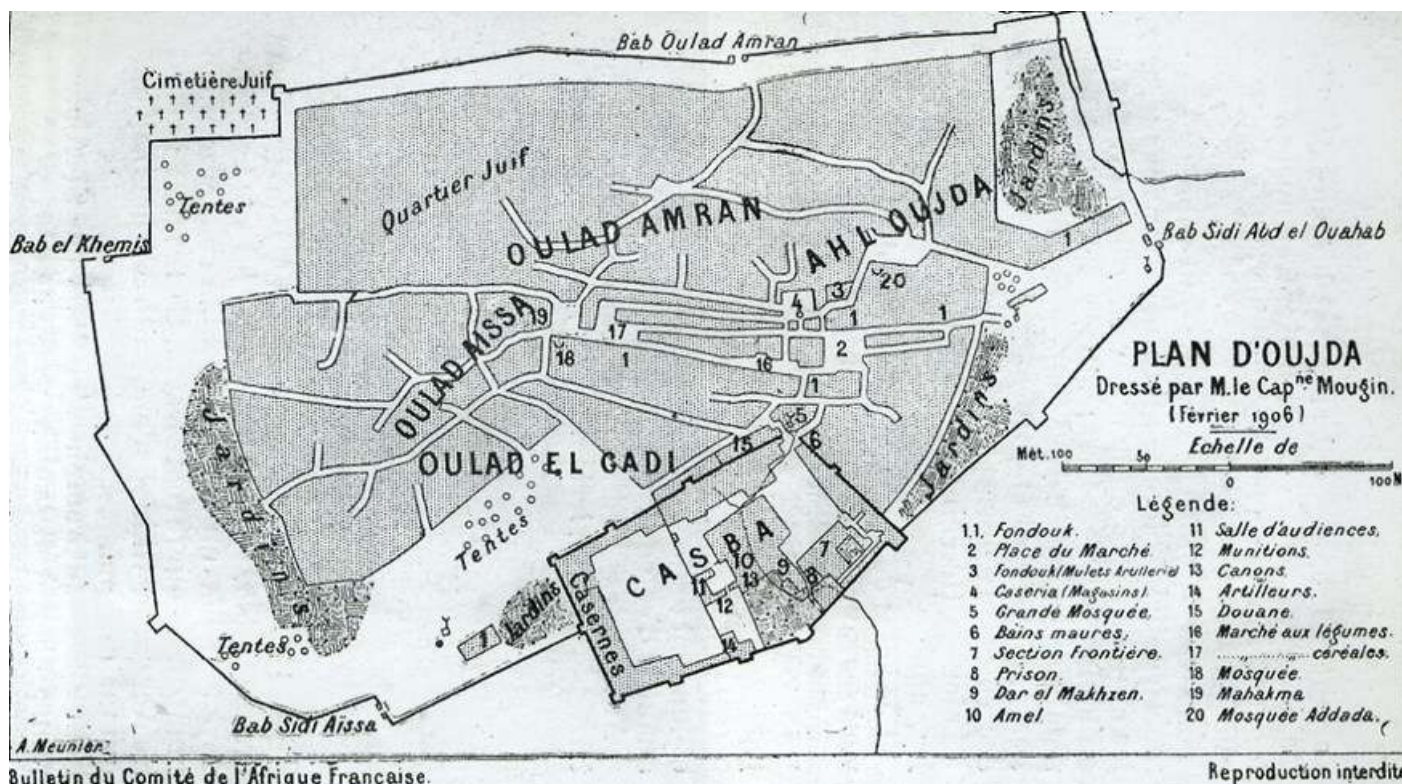 Bab Oulad Amran
Cimetière Juif
Jardins
Quartier Juif
Tentes
OULAD AMRAN
AHL OUJDA
1
Bab el Khemis
Bab Sidi Abd el Ouahab
20
3
4
OULAD AISSA
19
17
1
1
18
1
16
2
PLAN D'OUJDA
Dressé par M. le Cap.ne Mougin.
(Février 1906)
Echelle de
Mét. 100
50
0
100 M
Jardins
1
5
6
15
OULAD EL GADI
Jardins
Tentes
CASBA
7
10
9
8
11
13
12
14
Casernes
Jardins
Tentes
Bab Sidi Aïssa
Légende:
1.1, Fondouk.
2 Place du Marché.
3 Fondouk (Mulets Artillerie)
4 Caseria (Magasins).
5 Grande Mosquée,
6 Bains maures,
7 Section Frontière.
8 Prison.
9 Dar el Makhzen.
10 Amel.
11 Salle d'audiences,
12 Munitions.
13 Canons.
14 Artilleurs.
15 Douane.
16 Marché aux légumes.
17 ......„......„...... céréales.
18 Mosquée.
19 Mahakma
20 Mosquée Addada.
A. Meunier
Bulletin du Comité de l'Afrique Française.
Reproduction interdite